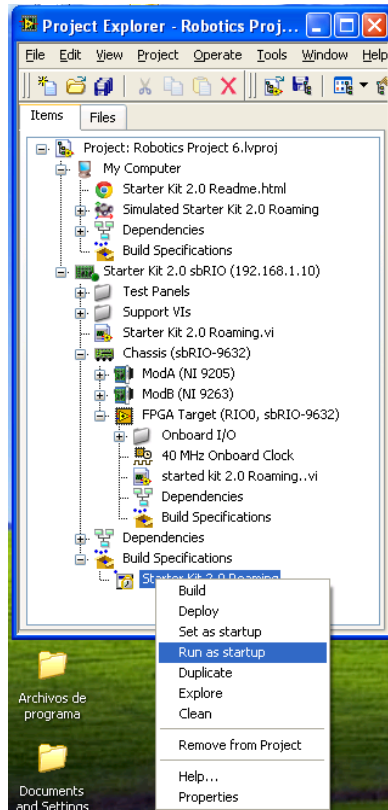 Project Explorer - Robotics Proj...
File Edit View Project Operate Tools Window Help
Items Files
Project: Robotics Project 6.lvproj
My Computer
Starter Kit 2.0 Readme.html
Simulated Starter Kit 2.0 Roaming
Dependencies
Build Specifications
Starter Kit 2.0 sbRIO (192.168.1.10)
Test Panels
Support VIs
Starter Kit 2.0 Roaming.vi
Chassis (sbRIO-9632)
ModA (NI 9205)
ModB (NI 9263)
FPGA Target (RIO0, sbRIO-9632)
Onboard I/O
40 MHz Onboard Clock
started kit 2.0 Roaming..vi
Dependencies
Build Specifications
Dependencies
Build Specifications
Starter Kit 2.0 Roaming
Build
Deploy
Set as startup
Run as startup
Duplicate
Explore
Clean
Remove from Project
Help...
Properties
Archivos de
programa
Documents
and Settings